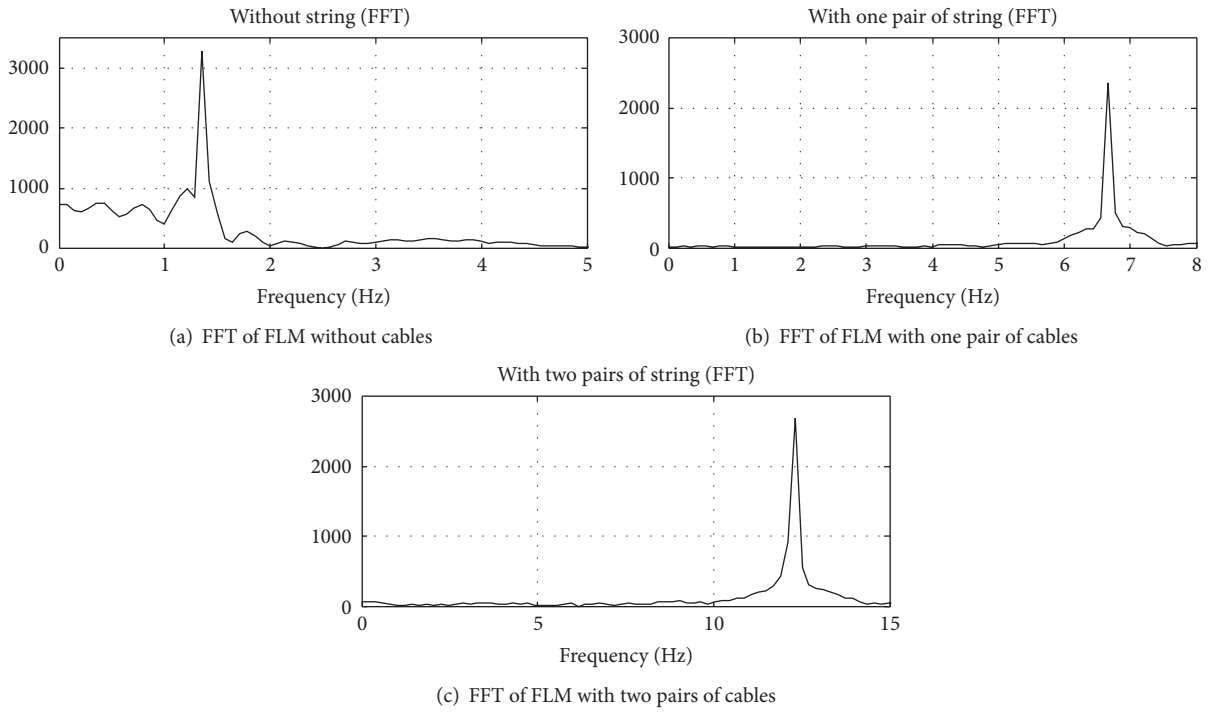 Without string (FFT)
3000
2000
1000
0
0 1 2 3 4 5
Frequency (Hz)
(a) FFT of FLM without cables
With one pair of string (FFT)
3000
2000
1000
0
0 1 2 3 4 5 6 7 8
Frequency (Hz)
(b) FFT of FLM with one pair of cables
With two pairs of string (FFT)
3000
2000
1000
0
0 5 10 15
Frequency (Hz)
(c) FFT of FLM with two pairs of cables